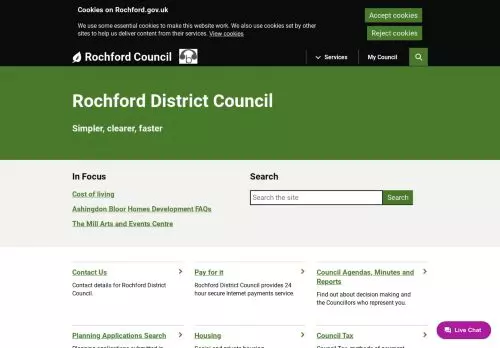 Cookies on Rochford.gov.uk
We use some essential cookies to make this website work. We also use cookies set by other
sites to help us deliver content from their services. View cookies
Accept cookies
Reject cookies
Rochford Council
Services
My Council
Rochford District Council
Simpler, clearer, faster
In Focus
Cost of living
Ashingdon Bloor Homes Development FAQs
The Mill Arts and Events Centre
Search
Search the site
Search
Contact Us
Contact details for Rochford District
Council.
Pay for it
Rochford District Council provides 24
hour secure internet payments service.
Council Agendas, Minutes and
Reports
Find out about decision making and
the Councillors who represent you.
Live Chat
Planning Applications Search
Housing
Council Tax